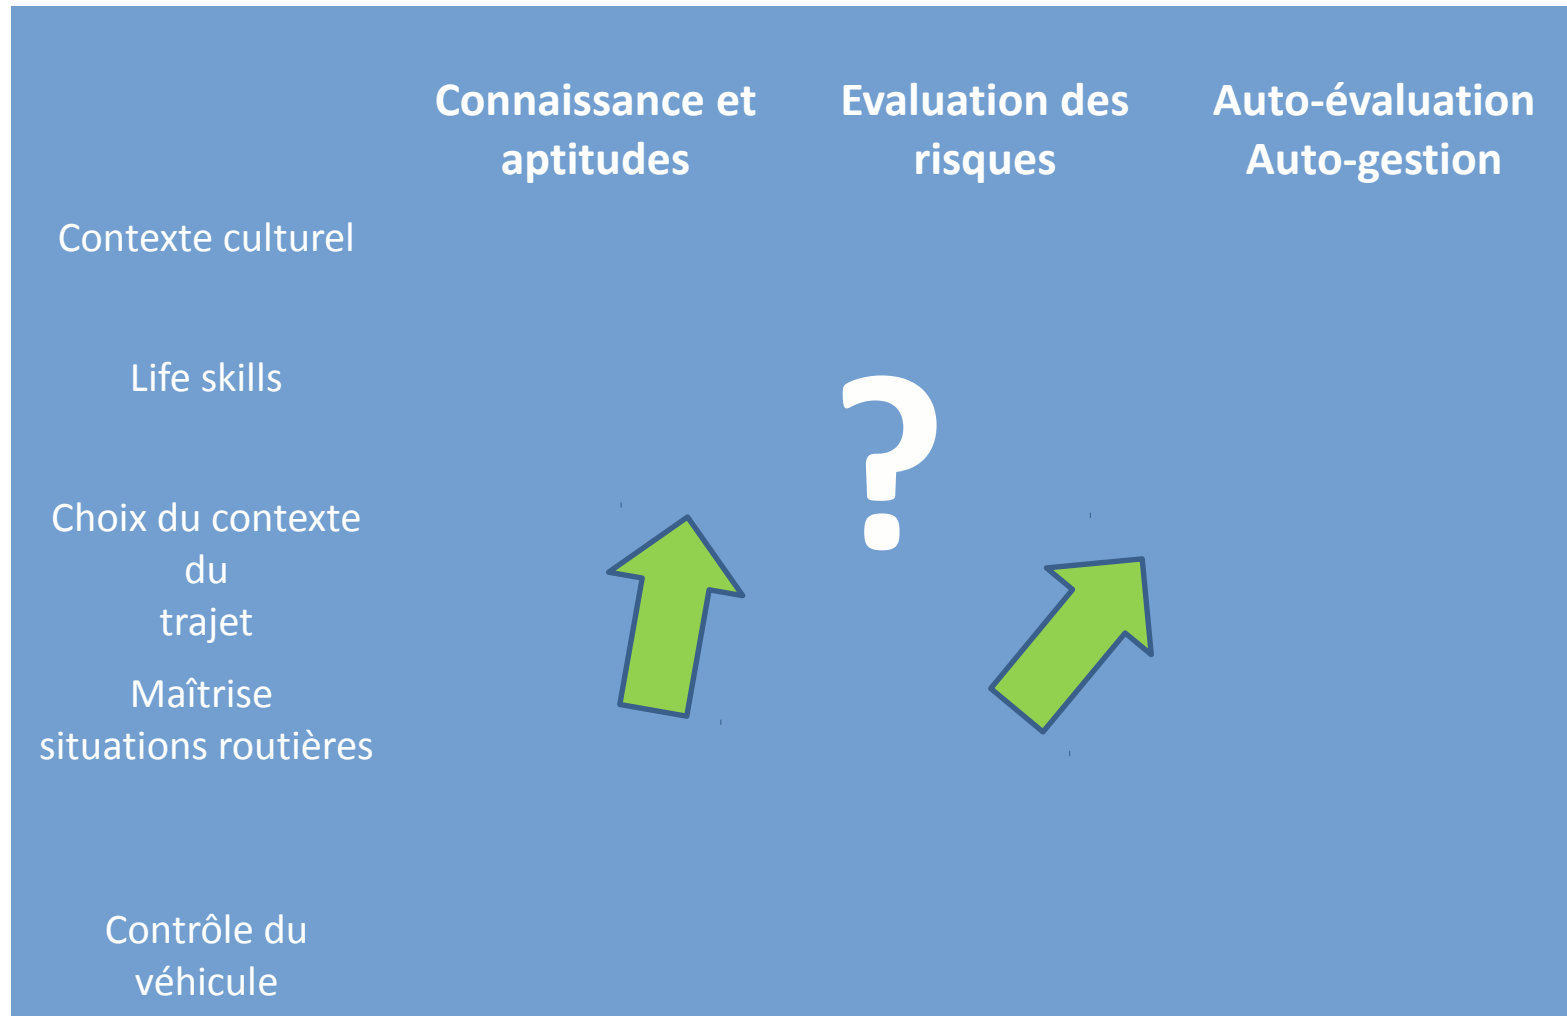 Connaissance et
aptitudes
Evaluation des
risques
Auto-évaluation
Auto-gestion
Contexte culturel
Life skills
?
Choix du contexte
du
trajet
Maîtrise
situations routières
Contrôle du
véhicule